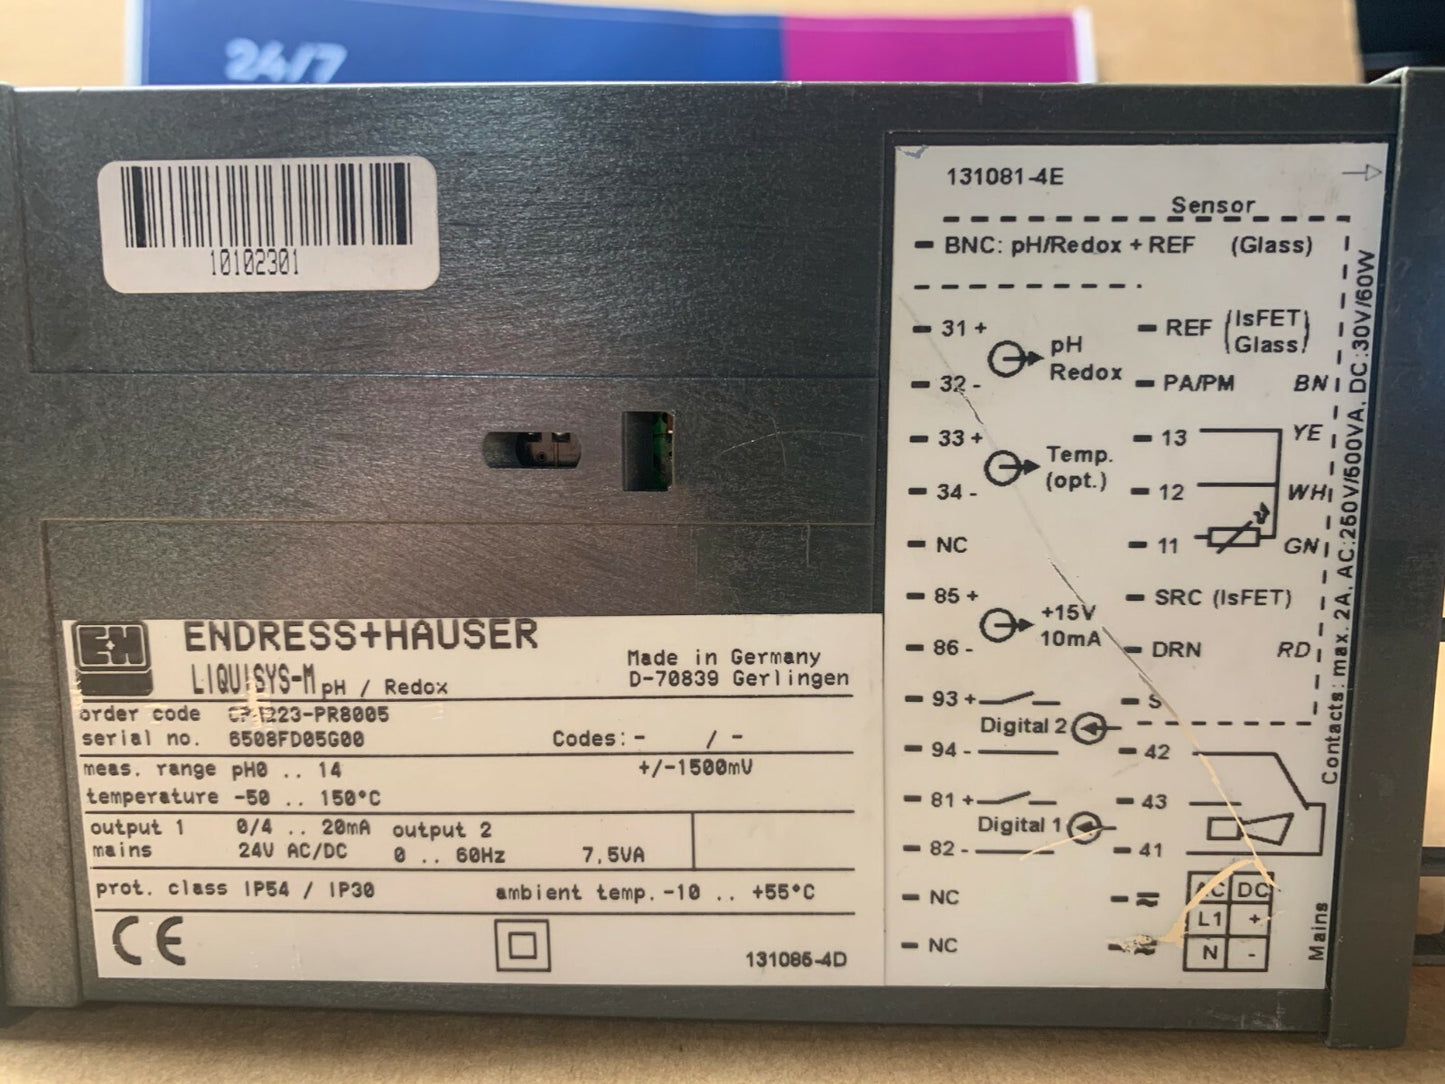 24/7
10102301
E+H
ENDRESS+HAUSER
LIQUISYS-M pH / Redox
Made in Germany
D-70839 Gerlingen
order code
223-PR8005
serial no. 6508FD05G00
Codes: - / -
meas. range pH0 .. 14
+/-1500mV
temperature -50 .. 150°C
output 1 0/4 .. 20mA
output 2
mains 24V AC/DC
0 .. 60Hz 7,5VA
prot. class IP54 / IP30
ambient temp. -10 .. +55°C
CE
131086-4D
131081-4E
Sensor
BNC: pH/Redox + REF (Glass)
31 +
pH
Redox
32 -
33 +
Temp.
(opt.)
34 -
NC
85 +
+15V
10mA
86 -
93 +
Digital 2
94 -
81 +
Digital 1
82 -
NC
NC
REF (IsFET)
(Glass)
PA/PM BN
13 YE
12 WH
11 GN
SRC (IsFET)
DRN RD
S
42
43
41
AC DC
L1 +
N -
Contacts: max. 2A, AC:250V/500VA, DC:30V/60W
Mains